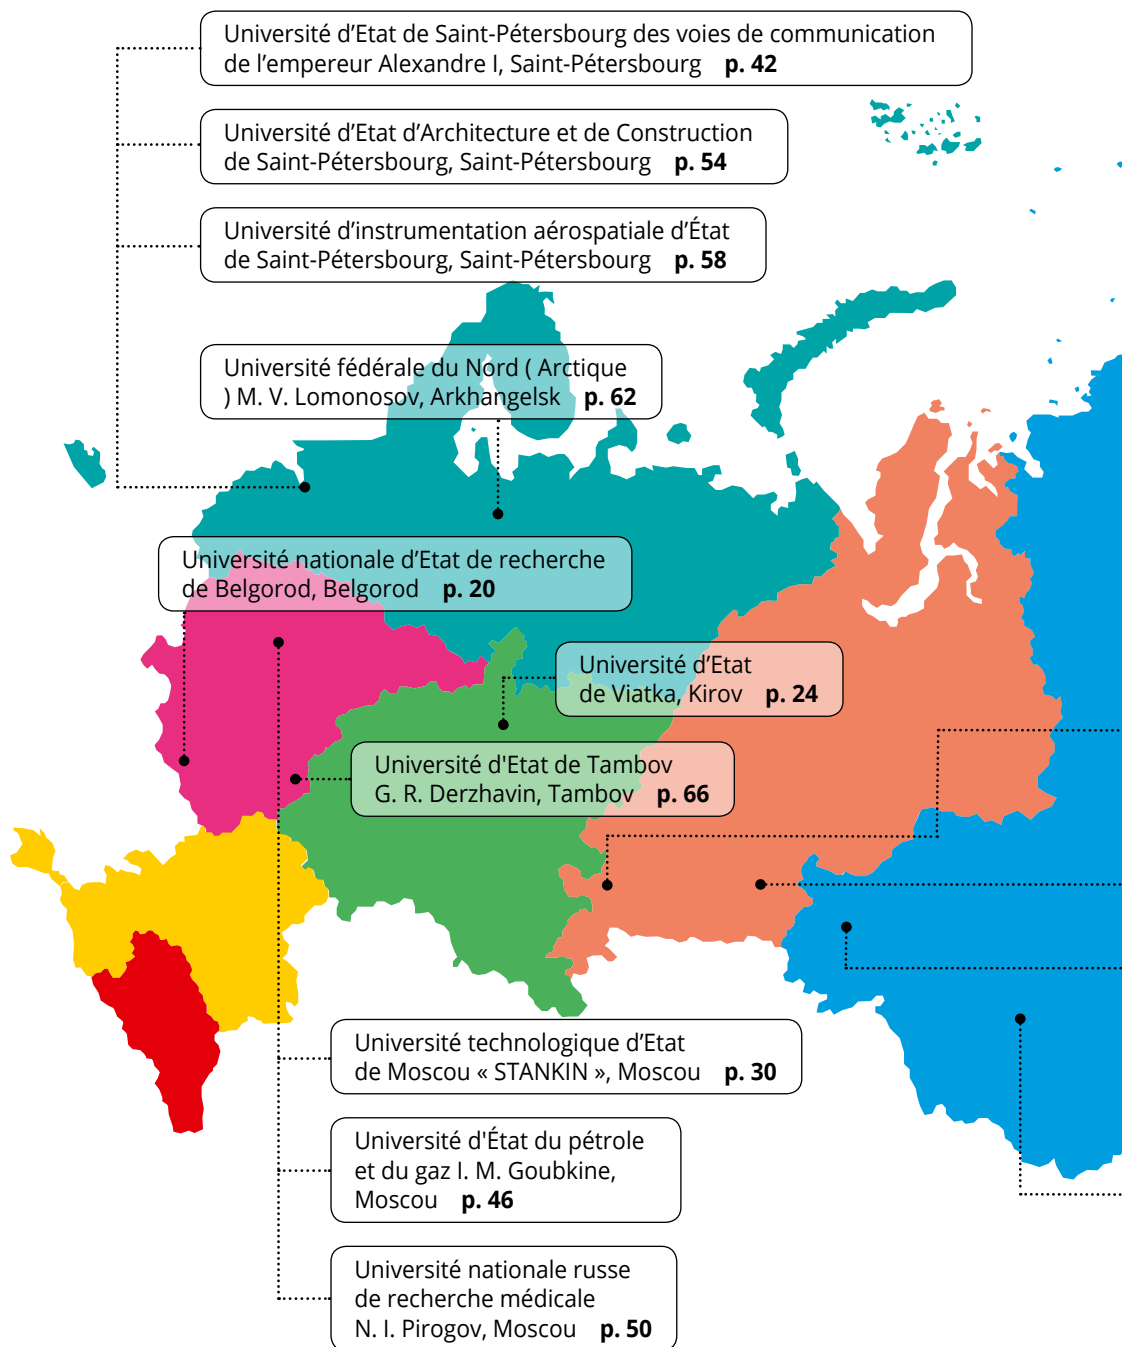 Université d'Etat de Saint-Pétersbourg des voies de communication
de l’empereur Alexandre I, Saint-Pétersbourg p. 42
Université d’Etat d’Architecture et de Construction
de Saint-Pétersbourg, Saint-Pétersbourg p. 54
Université d’instrumentation aérospatiale d’État
de Saint-Pétersbourg, Saint-Pétersbourg p. 58
Université fédérale du Nord ( Arctique
) M. V. Lomonosov, Arkhangelsk p. 62
Université nationale d’Etat de recherche
de Belgorod, Belgorod p. 20
Université d’Etat
de Viatka, Kirov p. 24
Université d'Etat de Tambov
G. R. Derzhavin, Tambov p. 66
Université technologique d’Etat
de Moscou « STANKIN », Moscou p. 30
Université d'État du pétrole
et du gaz I. M. Goubkine,
Moscou p. 46
Université nationale russe
de recherche médicale
N. I. Pirogov, Moscou p. 50